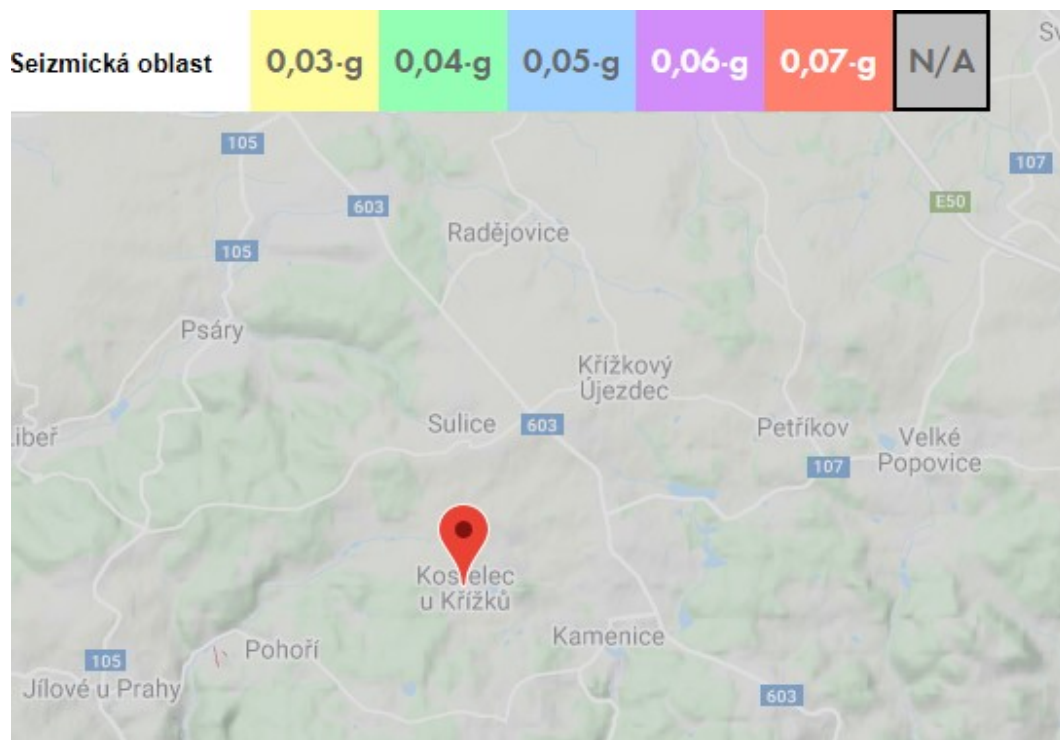 Seizmická oblast 0,03·g 0,04·g 0,05·g 0,06·g 0,07·g N/A
105
107
603
E50
Radějovice
105
Psáry
Křížkový
Újezdec
Sulice
603
Petříkov
Libeř
Velké
Popovice
107
Kostelec
u Křížků
Kamenice
Pohoří
105
Jílové u Prahy
603